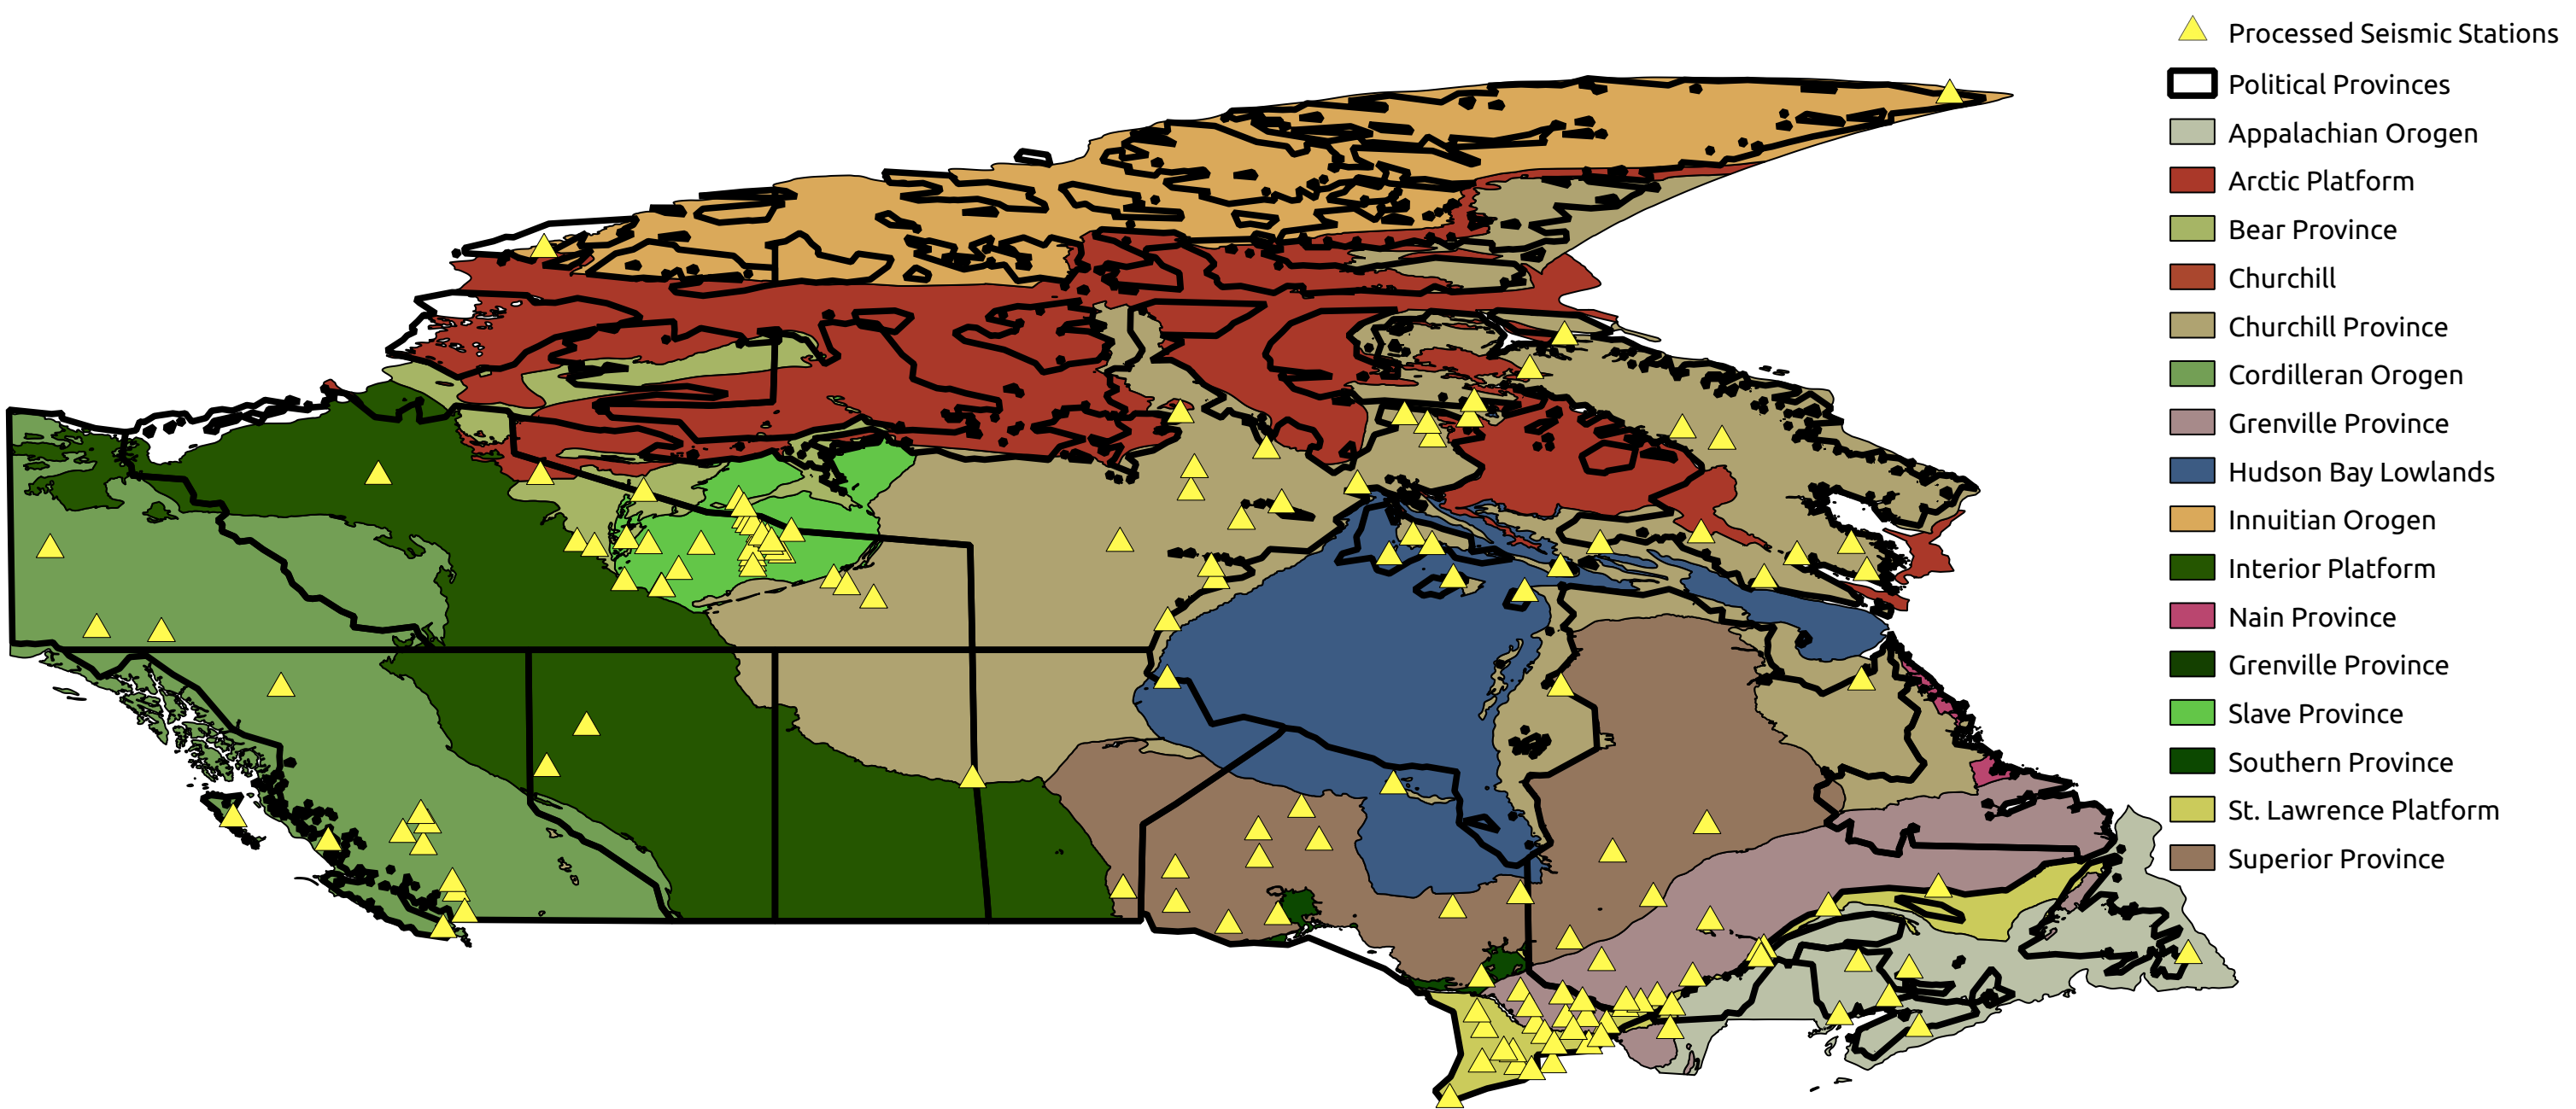 Processed Seismic Stations
Political Provinces
Appalachian Orogen
Arctic Platform
Bear Province
Churchill
Churchill Province
Cordilleran Orogen
Grenville Province
Hudson Bay Lowlands
Innuitian Orogen
Interior Platform
Nain Province
Grenville Province
Slave Province
Southern Province
St. Lawrence Platform
Superior Province